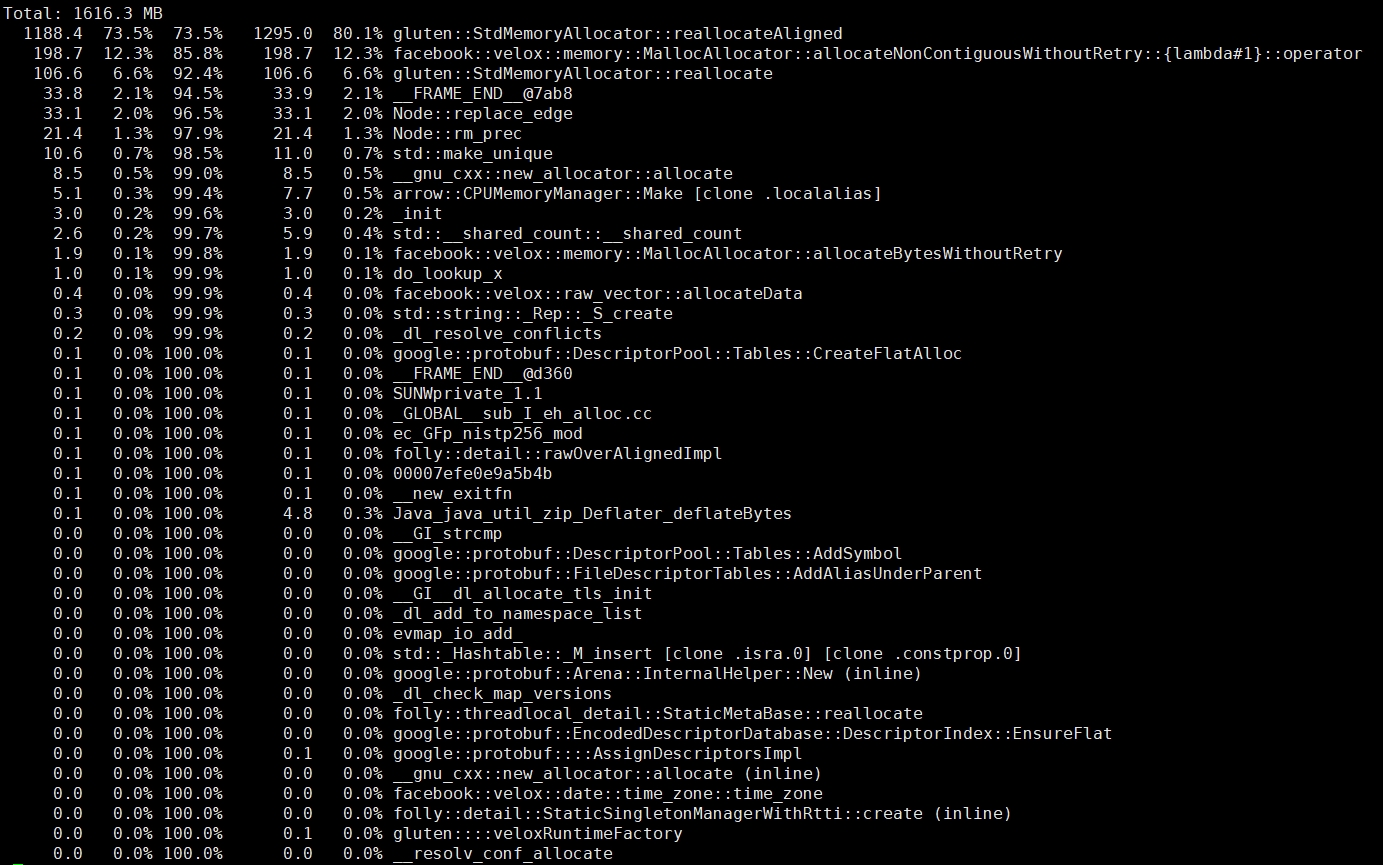 Total: 1616.3 MB
1188.4 73.5% 73.5% 1295.0 80.1% gluten::StdMemoryAllocator::reallocateAligned
198.7 12.3% 85.8% 198.7 12.3% facebook::velox::memory::MallocAllocator::allocateNonContiguousWithoutRetry::{lambda#1}::operator
106.6 6.6% 92.4% 106.6 6.6% gluten::StdMemoryAllocator::reallocate
33.8 2.1% 94.5% 33.9 2.1% __FRAME_END__@7ab8
33.1 2.0% 96.5% 33.1 2.0% Node::replace_edge
21.4 1.3% 97.9% 21.4 1.3% Node::rm_prec
10.6 0.7% 98.5% 11.0 0.7% std::make_unique
8.5 0.5% 99.0% 8.5 0.5% __gnu_cxx::new_allocator::allocate
5.1 0.3% 99.4% 7.7 0.5% arrow::CPUMemoryManager::Make [clone .localalias]
3.0 0.2% 99.6% 3.0 0.2% _init
2.6 0.2% 99.7% 5.9 0.4% std::__shared_count::__shared_count
1.9 0.1% 99.8% 1.9 0.1% facebook::velox::memory::MallocAllocator::allocateBytesWithoutRetry
1.0 0.1% 99.9% 1.0 0.1% do_lookup_x
0.4 0.0% 99.9% 0.4 0.0% facebook::velox::raw_vector::allocateData
0.3 0.0% 99.9% 0.3 0.0% std::string::_Rep::_S_create
0.2 0.0% 99.9% 0.2 0.0% _dl_resolve_conflicts
0.1 0.0% 100.0% 0.1 0.0% google::protobuf::DescriptorPool::Tables::CreateFlatAlloc
0.1 0.0% 100.0% 0.1 0.0% __FRAME_END__@d360
0.1 0.0% 100.0% 0.1 0.0% SUNWprivate_1.1
0.1 0.0% 100.0% 0.1 0.0% _GLOBAL__sub_I_eh_alloc.cc
0.1 0.0% 100.0% 0.1 0.0% ec_GFp_nistp256_mod
0.1 0.0% 100.0% 0.1 0.0% folly::detail::rawOverAlignedImpl
0.1 0.0% 100.0% 0.1 0.0% 00007efe0e9a5b4b
0.1 0.0% 100.0% 0.1 0.0% __new_exitfn
0.1 0.0% 100.0% 4.8 0.3% Java_java_util_zip_Deflater_deflateBytes
0.0 0.0% 100.0% 0.0 0.0% __GI_strcmp
0.0 0.0% 100.0% 0.0 0.0% google::protobuf::DescriptorPool::Tables::AddSymbol
0.0 0.0% 100.0% 0.0 0.0% google::protobuf::FileDescriptorTables::AddAliasUnderParent
0.0 0.0% 100.0% 0.0 0.0% __GI__dl_allocate_tls_init
0.0 0.0% 100.0% 0.0 0.0% _dl_add_to_namespace_list
0.0 0.0% 100.0% 0.0 0.0% evmap_io_add_
0.0 0.0% 100.0% 0.0 0.0% std::_Hashtable::_M_insert [clone .isra.0] [clone .constprop.0]
0.0 0.0% 100.0% 0.0 0.0% google::protobuf::Arena::InternalHelper::New (inline)
0.0 0.0% 100.0% 0.0 0.0% _dl_check_map_versions
0.0 0.0% 100.0% 0.0 0.0% folly::threadlocal_detail::StaticMetaBase::reallocate
0.0 0.0% 100.0% 0.0 0.0% google::protobuf::EncodedDescriptorDatabase::DescriptorIndex::EnsureFlat
0.0 0.0% 100.0% 0.1 0.0% google::protobuf::::AssignDescriptorsImpl
0.0 0.0% 100.0% 0.0 0.0% __gnu_cxx::new_allocator::allocate (inline)
0.0 0.0% 100.0% 0.0 0.0% facebook::velox::date::time_zone::time_zone
0.0 0.0% 100.0% 0.0 0.0% folly::detail::StaticSingletonManagerWithRtti::create (inline)
0.0 0.0% 100.0% 0.1 0.0% gluten::::veloxRuntimeFactory
0.0 0.0% 100.0% 0.0 0.0% __resolv_conf_allocate